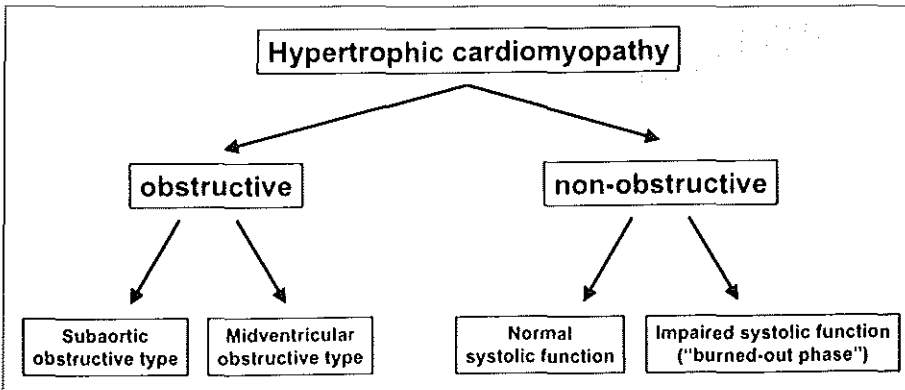 Hypertrophic cardiomyopathy
obstructive
non-obstructive
Subaortic
obstructive type
Midventricular
obstructive type
Normal
systolic function
Impaired systolic function
("burned-out phase")